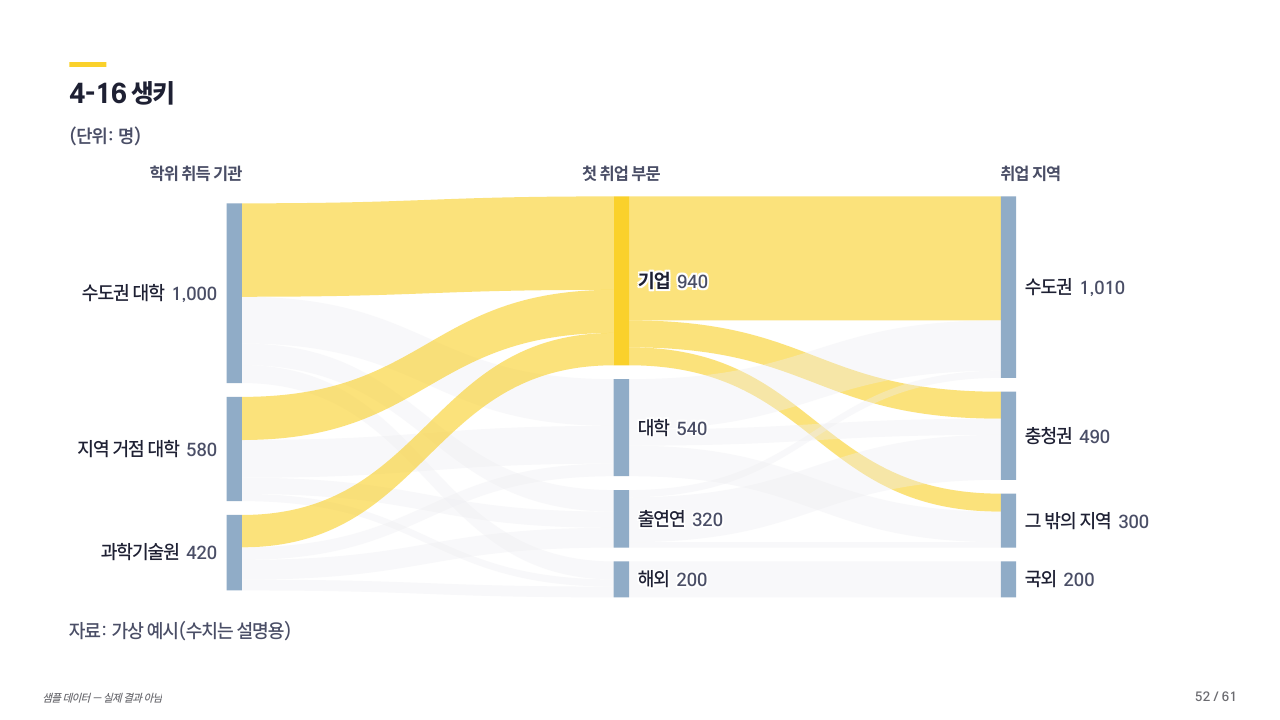 4-16 생키
(단위: 명)
학위 취득 기관
첫 취업 부문
취업 지역
수도권 대학 1,000
지역 거점 대학 580
과학기술원 420
기업 940
대학 540
출연연 320
해외 200
수도권 1,010
충청권 490
그 밖의 지역 300
국외 200
자료: 가상 예시(수치는 설명용)
샘플 데이터 — 실제 결과 아님
52 / 61